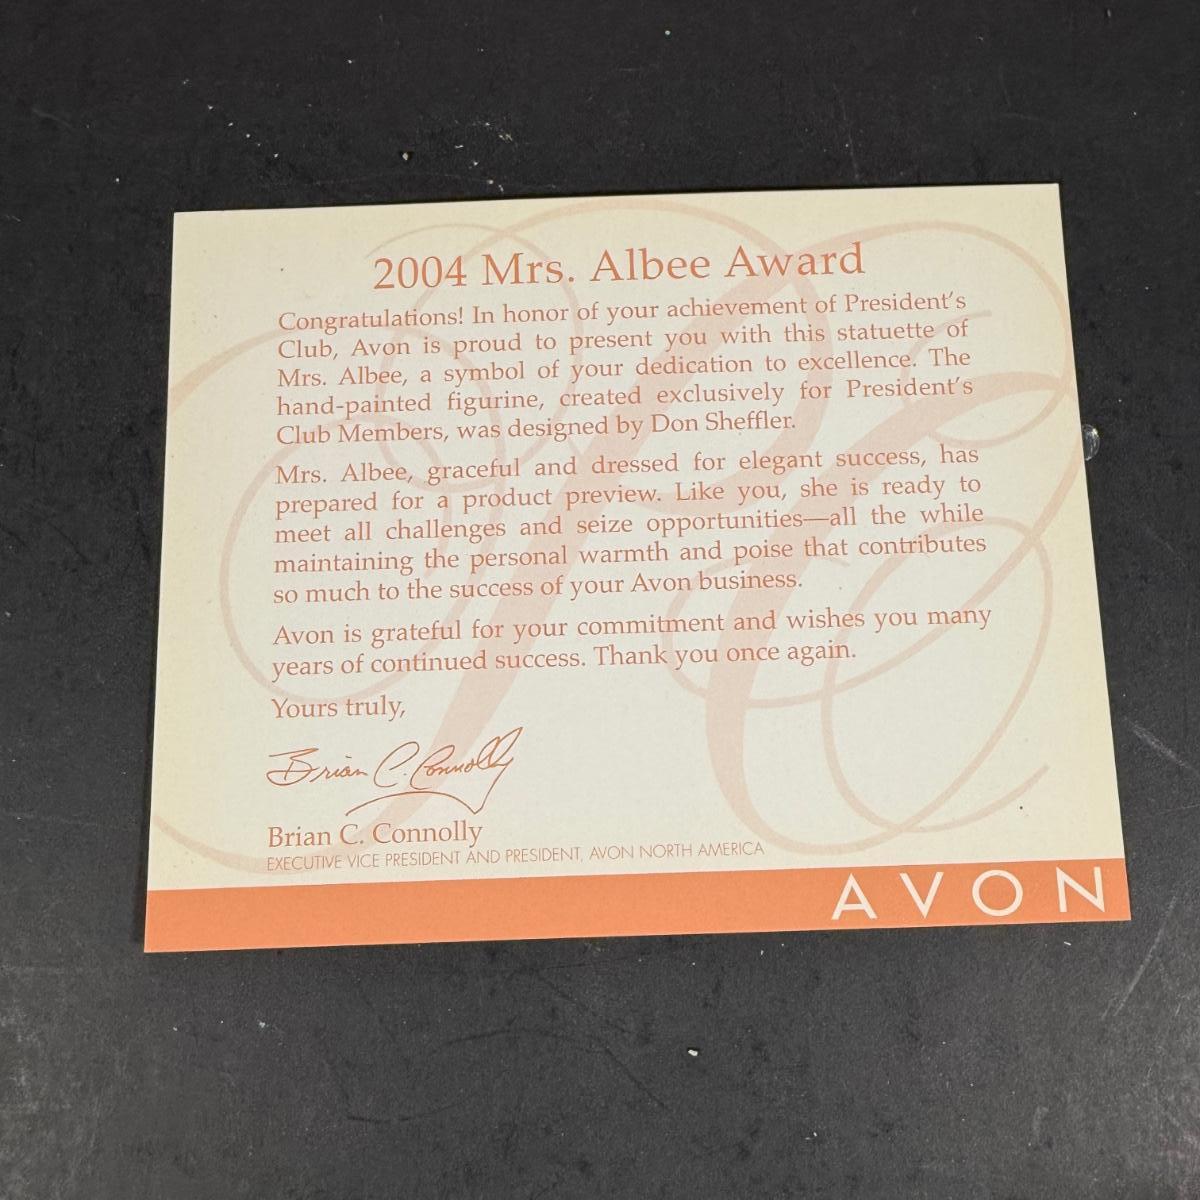 2004 Mrs. Albee Award
Congratulations! In honor of your achievement of President's
Club, Avon is proud to present you with this statuette of
Mrs. Albee, a symbol of your dedication to excellence. The
hand-painted figurine, created exclusively for President's
Club Members, was designed by Don Sheffler.
Mrs. Albee, graceful and dressed for elegant success, has
prepared for a product preview. Like you, she is ready to
meet all challenges and seize opportunities—all the while
maintaining the personal warmth and poise that contributes
so much to the success of your Avon business.
Avon is grateful for your commitment and wishes you many
years of continued success. Thank you once again.
Yours truly,
Brian C. Connolly
Brian C. Connolly
EXECUTIVE VICE PRESIDENT AND PRESIDENT, AVON NORTH AMERICA
AVON